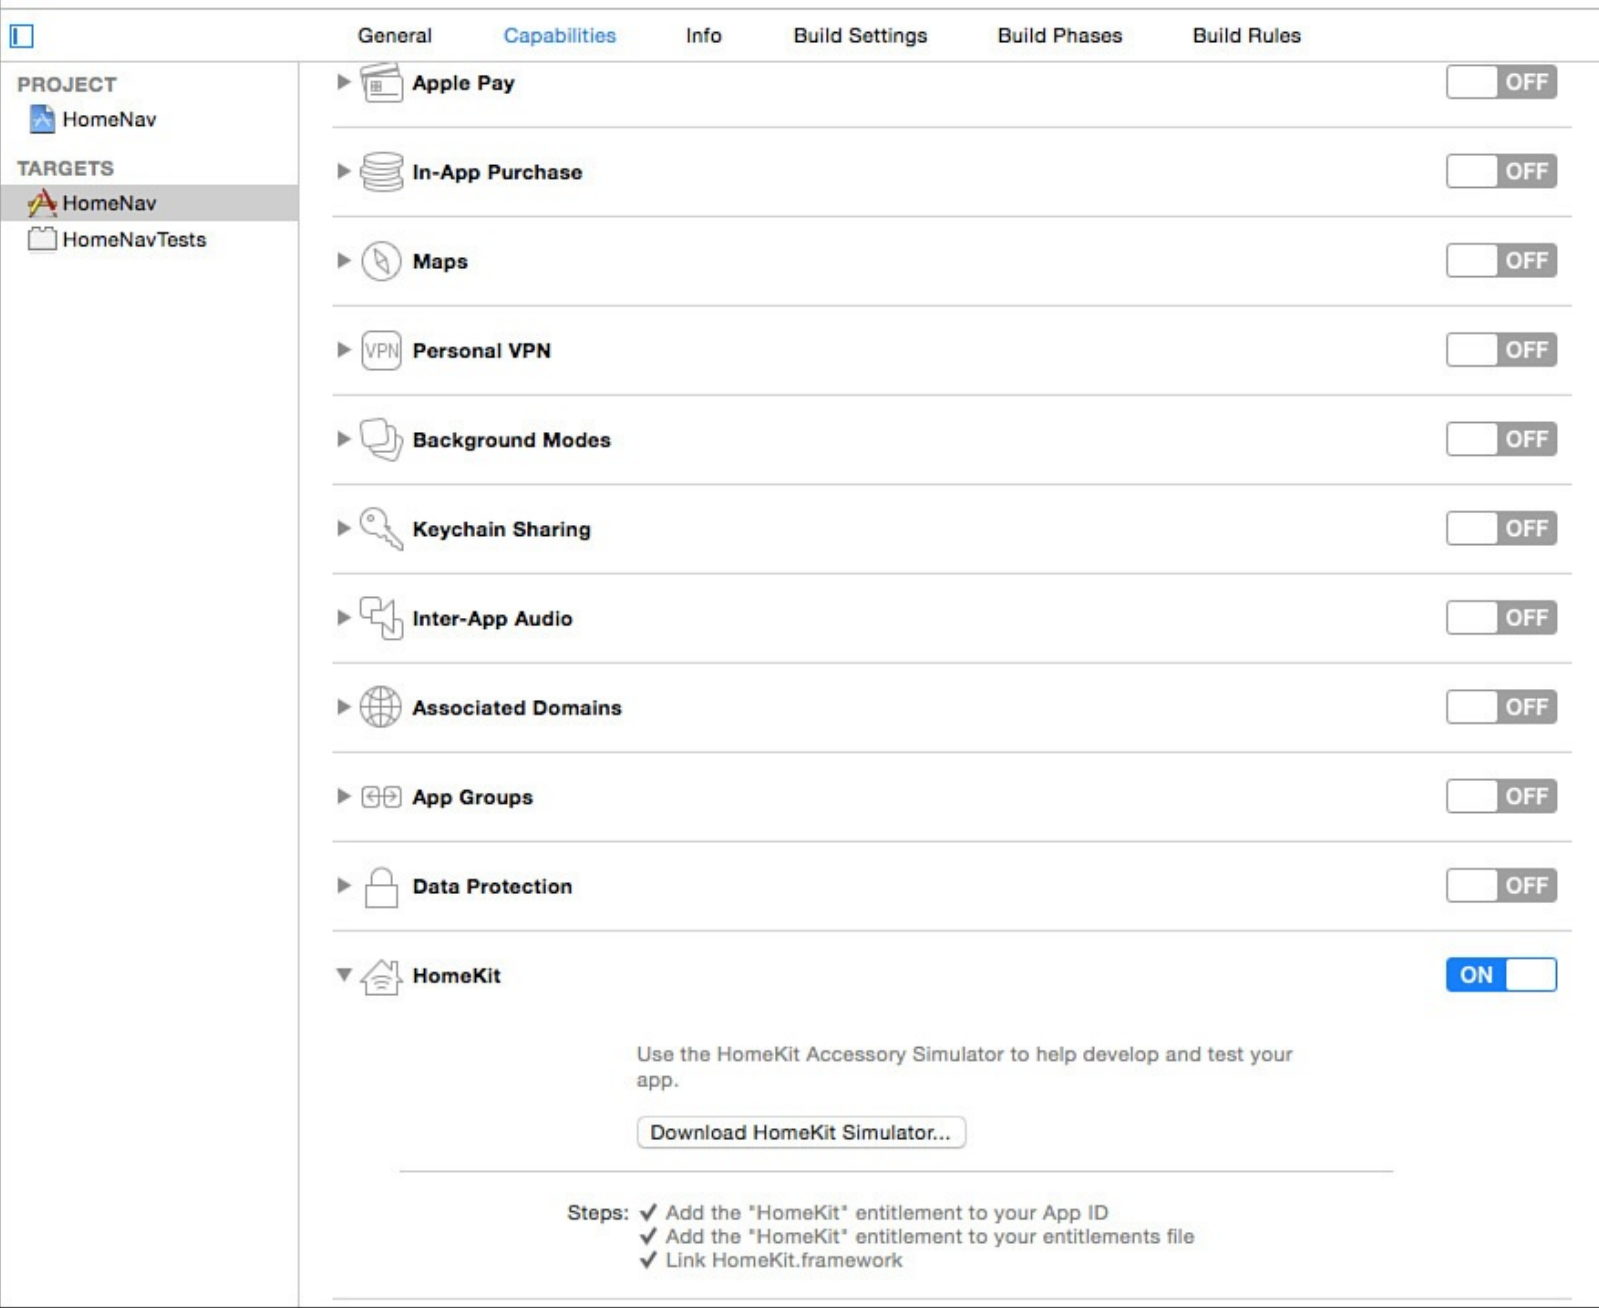 General Capabilities Info Build Settings Build Phases Build Rules
PROJECT
HomeNav
TARGETS
HomeNav
HomeNavTests
Apple Pay OFF
In-App Purchase OFF
Maps OFF
VPN Personal VPN OFF
Background Modes OFF
Keychain Sharing OFF
Inter-App Audio OFF
Associated Domains OFF
App Groups OFF
Data Protection OFF
HomeKit ON
Use the HomeKit Accessory Simulator to help develop and test your
app.
Download HomeKit Simulator...
Steps: ✔ Add the "HomeKit" entitlement to your App ID
✔ Add the "HomeKit" entitlement to your entitlements file
✔ Link HomeKit.framework